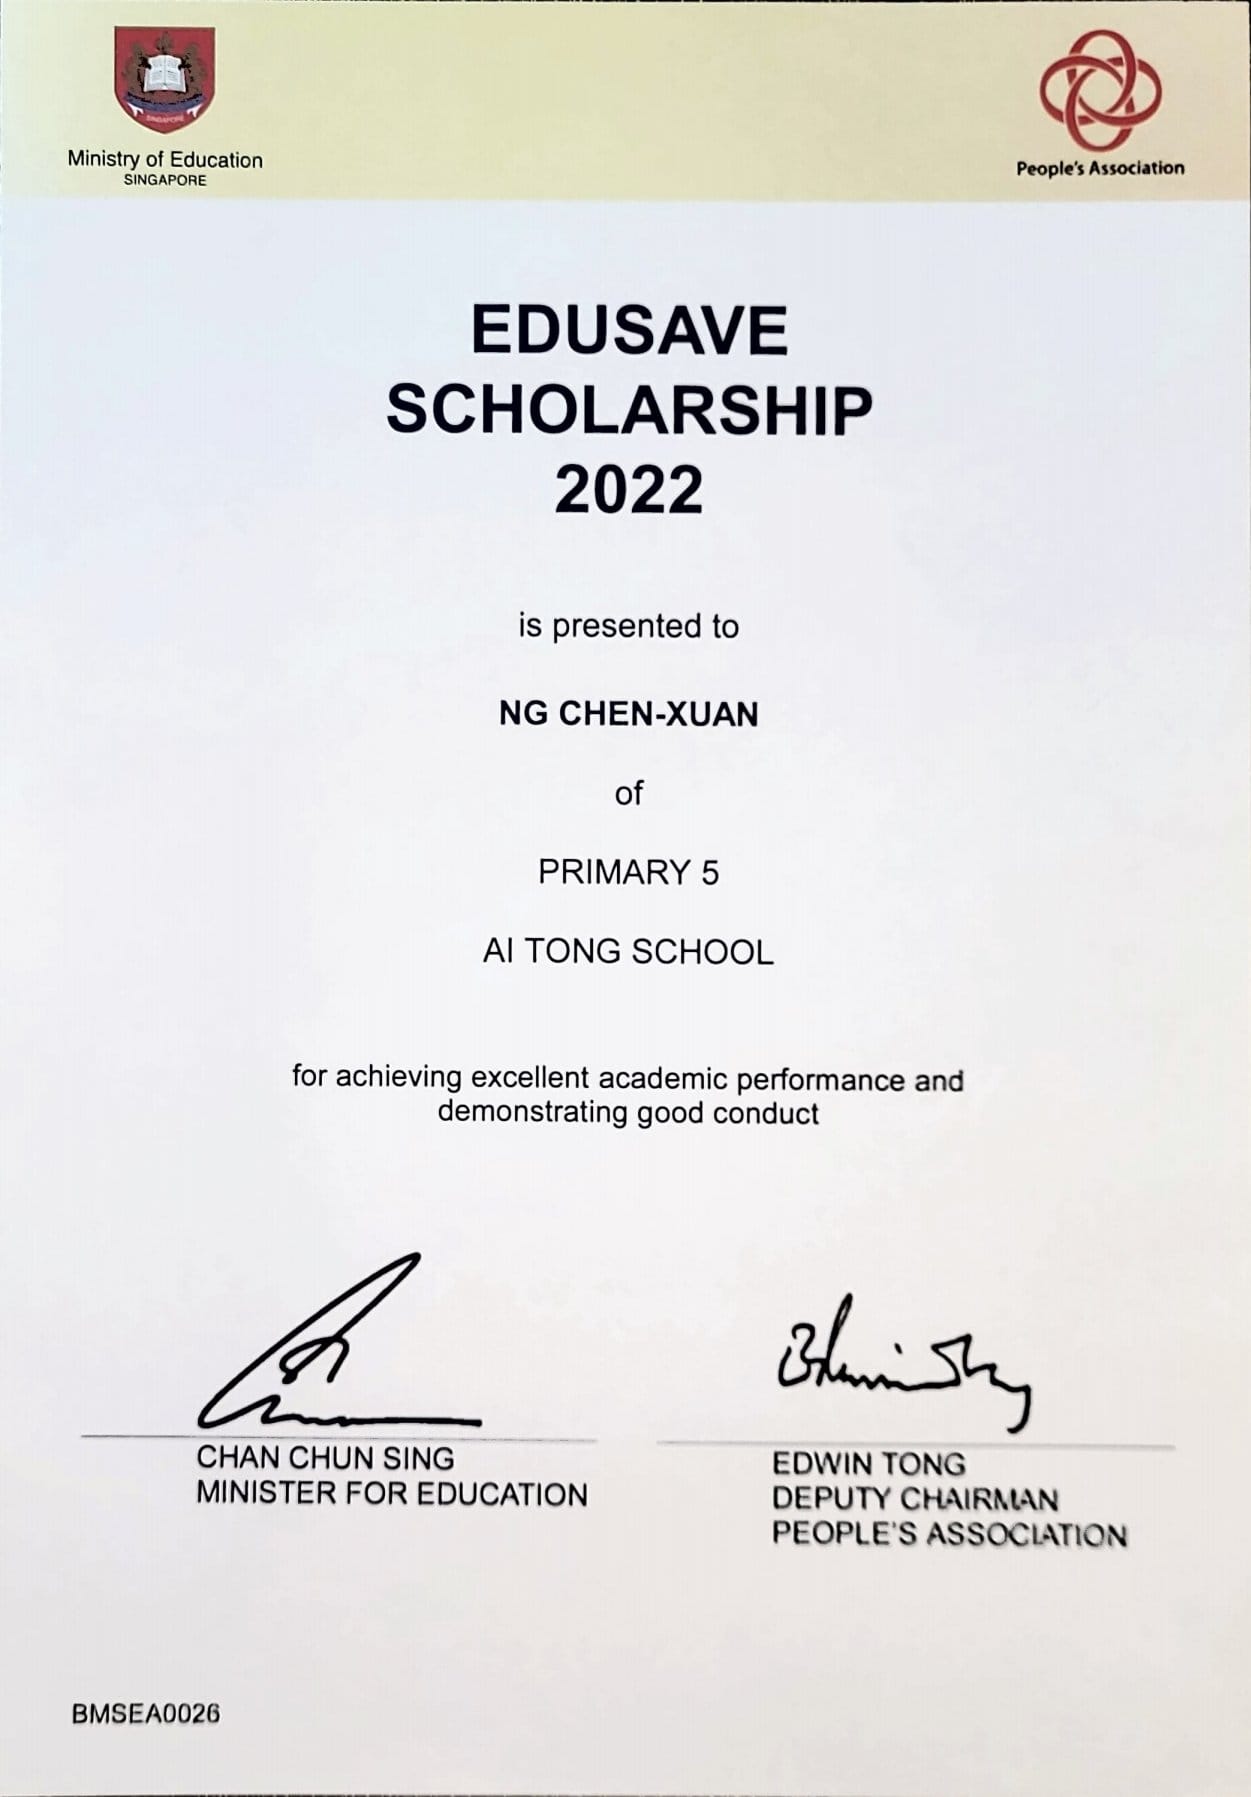 Ministry of Education
SINGAPORE
People's Association
EDUSAVE
SCHOLARSHIP
2022
is presented to
NG CHEN-XUAN
of
PRIMARY 5
AI TONG SCHOOL
for achieving excellent academic performance and
demonstrating good conduct
CHAN CHUN SING
MINISTER FOR EDUCATION
EDWIN TONG
DEPUTY CHAIRMAN
PEOPLE'S ASSOCIATION
BMSEA0026